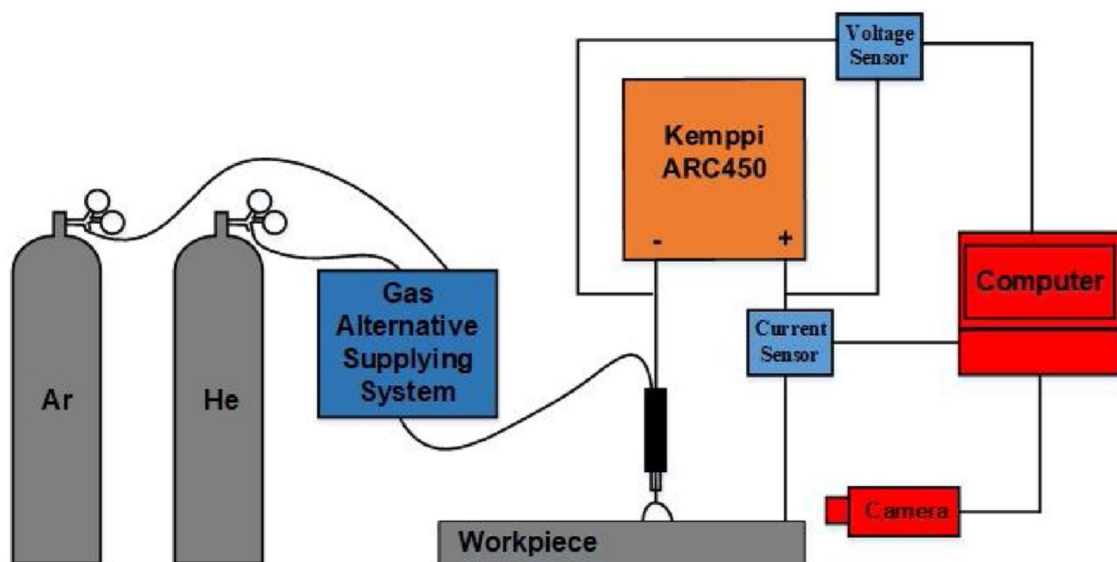 Voltage
Sensor
Kemppi
ARC450
- +
Computer
Gas
Alternative
Supplying
System
Current
Sensor
Ar
He
Camera
Workpiece